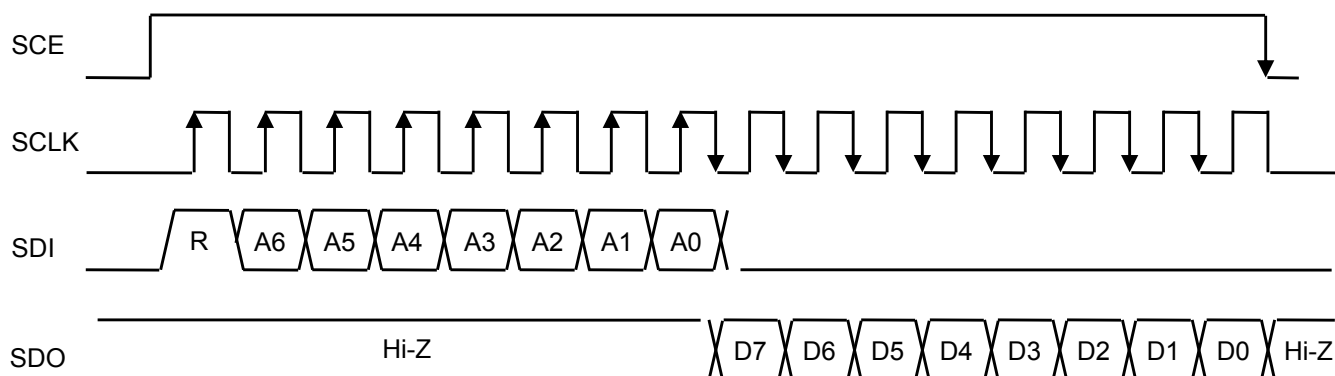 SCE
SCLK
SDI R A6 A5 A4 A3 A2 A1 A0
SDO Hi-Z D7 D6 D5 D4 D3 D2 D1 D0 Hi-Z